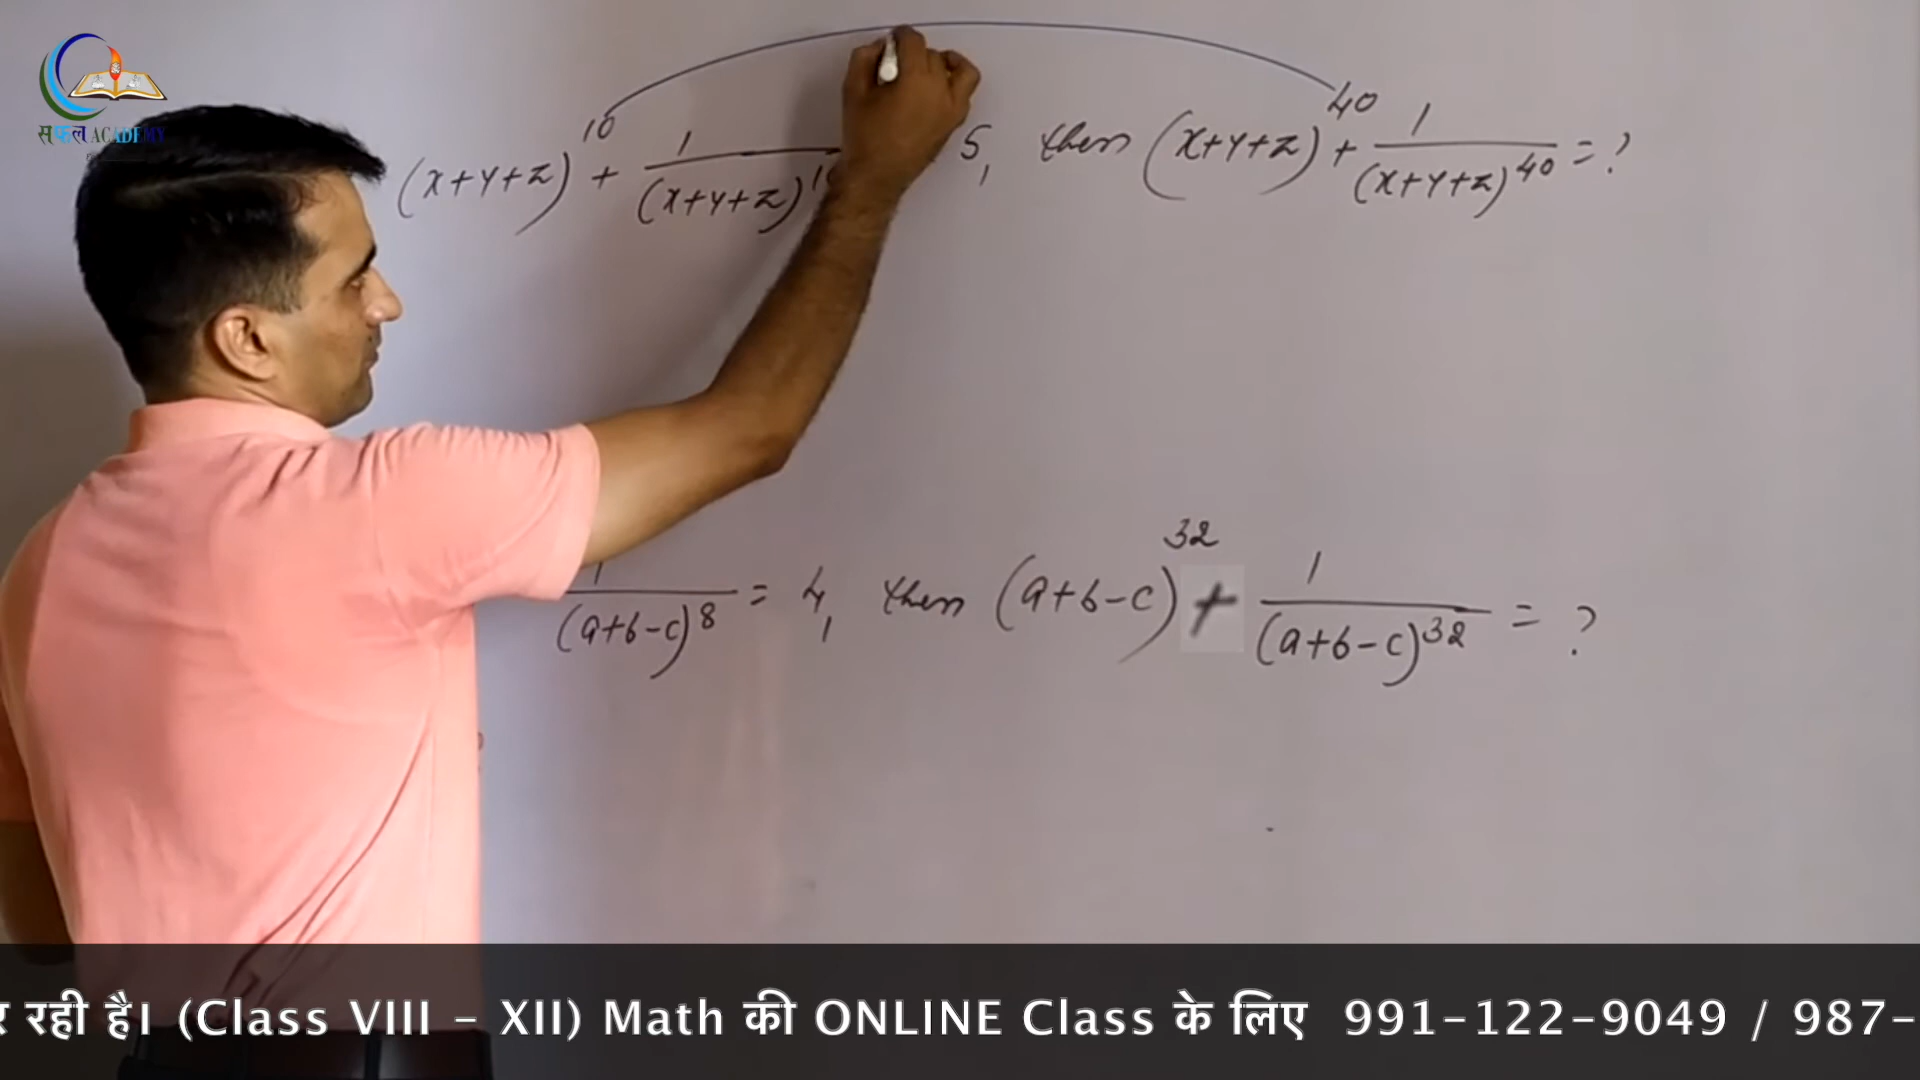 सफल ACADEMY
(x+y+z)^10 + 1/(x+y+z)^10 5, then (x+y+z)^40 + 1/(x+y+z)^40 = ?
1/(a+b-c)^8 = 4, then (a+b-c)^32 + 1/(a+b-c)^32 = ?
रही है। (Class VIII - XII) Math की ONLINE Class के लिए 991-122-9049 / 987-